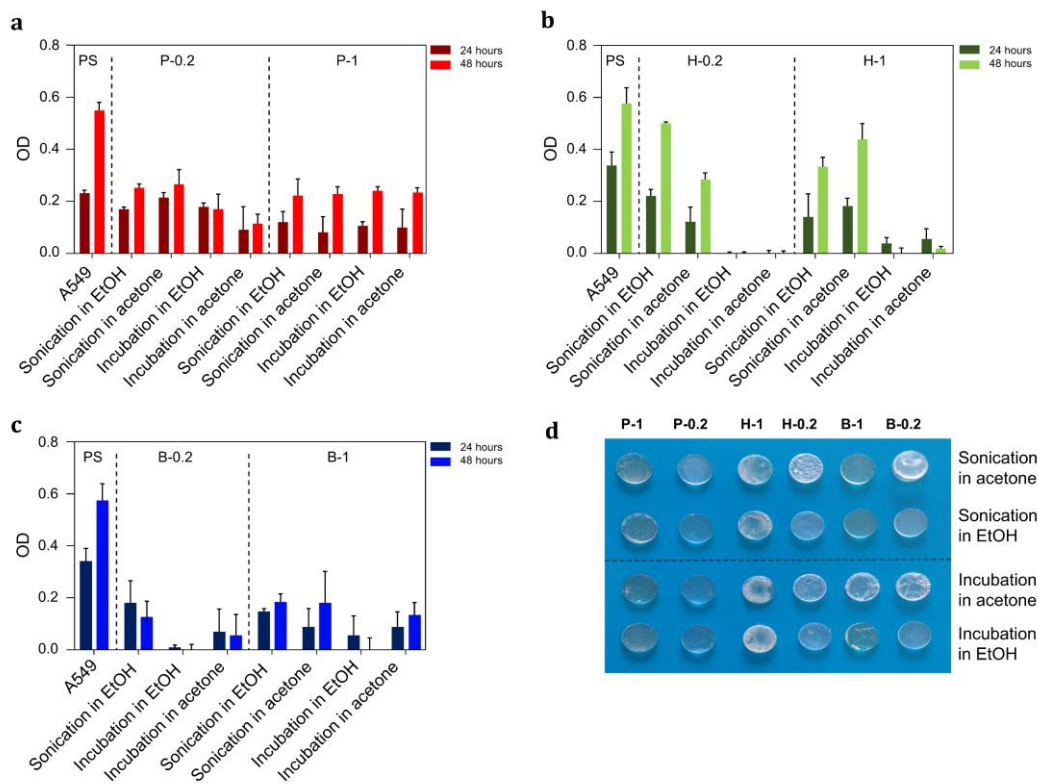 a
0.8
0.6
0.4
0.2
0.0
OD
PS
P-0.2
P-1
24 hours
48 hours
A549
Sonication in EtOH
Sonication in acetone
Incubation in EtOH
Incubation in acetone
Sonication in EtOH
Sonication in acetone
Incubation in EtOH
Incubation in acetone
b
0.8
0.6
0.4
0.2
0.0
OD
PS
H-0.2
H-1
24 hours
48 hours
A549
Sonication in EtOH
Sonication in acetone
Incubation in EtOH
Incubation in acetone
Sonication in EtOH
Sonication in acetone
Incubation in EtOH
Incubation in acetone
c
0.8
0.6
0.4
0.2
0.0
OD
PS
B-0.2
B-1
24 hours
48 hours
A549
Sonication in EtOH
Incubation in EtOH
Incubation in acetone
Sonication in EtOH
Sonication in acetone
Incubation in EtOH
Incubation in acetone
d
P-1 P-0.2 H-1 H-0.2 B-1 B-0.2
Sonication
in acetone
Sonication
in EtOH
Incubation
in acetone
Incubation
in EtOH